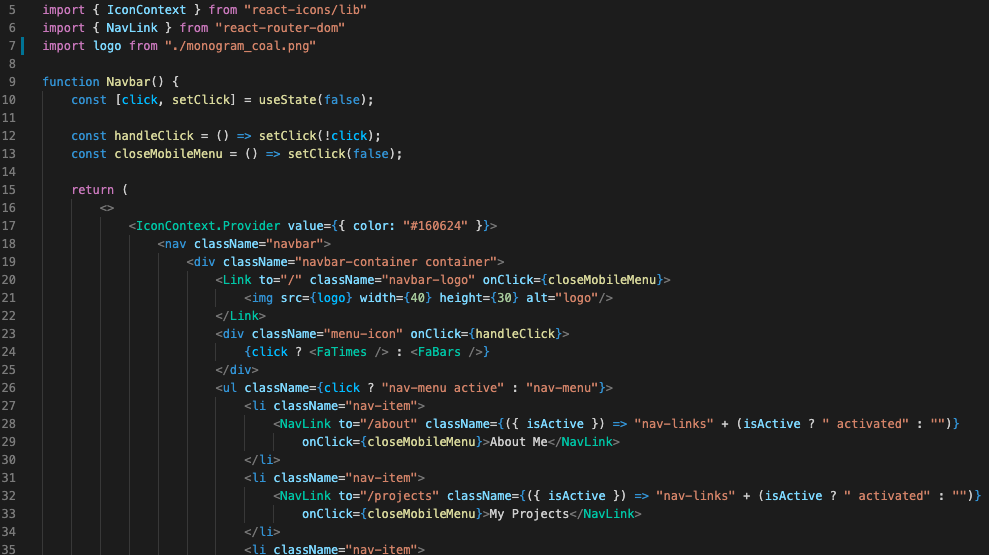 5 import { IconContext } from "react-icons/lib"
6 import { NavLink } from "react-router-dom"
7 import logo from "./monogram_coal.png"
8
9 function Navbar() {
10 const [click, setClick] = useState(false);
11
12 const handleClick = () => setClick(!click);
13 const closeMobileMenu = () => setClick(false);
14
15 return (
16 <>
17 <IconContext.Provider value={{ color: "#160624" }}>
18 <nav className="navbar">
19 <div className="navbar-container container">
20 <Link to="/" className="navbar-logo" onClick={closeMobileMenu}>
21 <img src={logo} width={40} height={30} alt="logo"/>
22 </Link>
23 <div className="menu-icon" onClick={handleClick}>
24 {click ? <FaTimes /> : <FaBars />}
25 </div>
26 <ul className={click ? "nav-menu active" : "nav-menu"}>
27 <li className="nav-item">
28 <NavLink to="/about" className={({ isActive }) => "nav-links" + (isActive ? " activated" : "")}
29 onClick={closeMobileMenu}>About Me</NavLink>
30 </li>
31 <li className="nav-item">
32 <NavLink to="/projects" className={({ isActive }) => "nav-links" + (isActive ? " activated" : "")}
33 onClick={closeMobileMenu}>My Projects</NavLink>
34 </li>
35 <li className="nav-item">